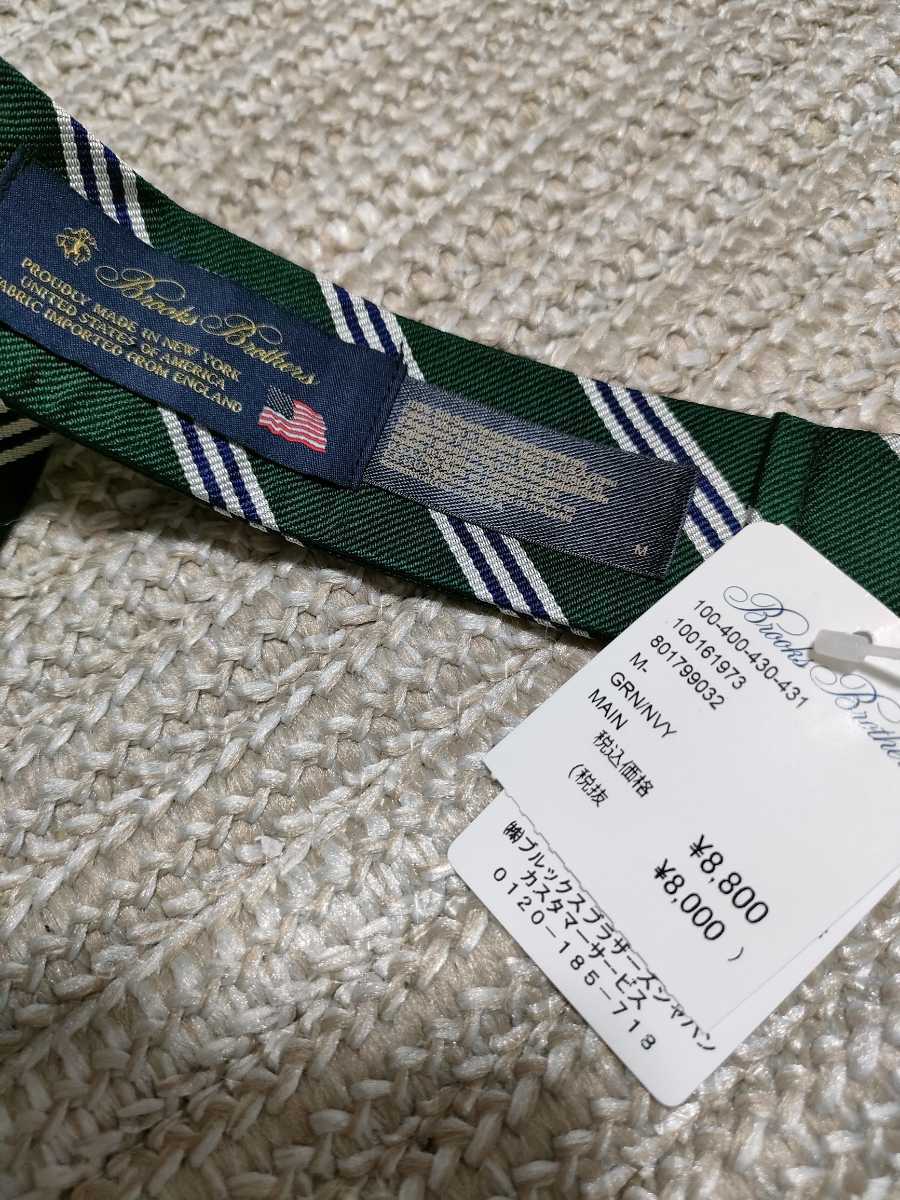 Brooks Brothers
PROUDLY MADE IN NEW YORK
UNITED STATES OF AMERICA
FABRIC IMPORTED FROM ENGLAND
M
Brooks Brothers
100-400-430-431
100161973
801799032
M-
GRN/NVY
MAIN
税込価格 ¥8,800
(税抜 ¥8,000 )
㈱ブルックスブラザーズジャパン
カスタマーサービス
0120-185-718